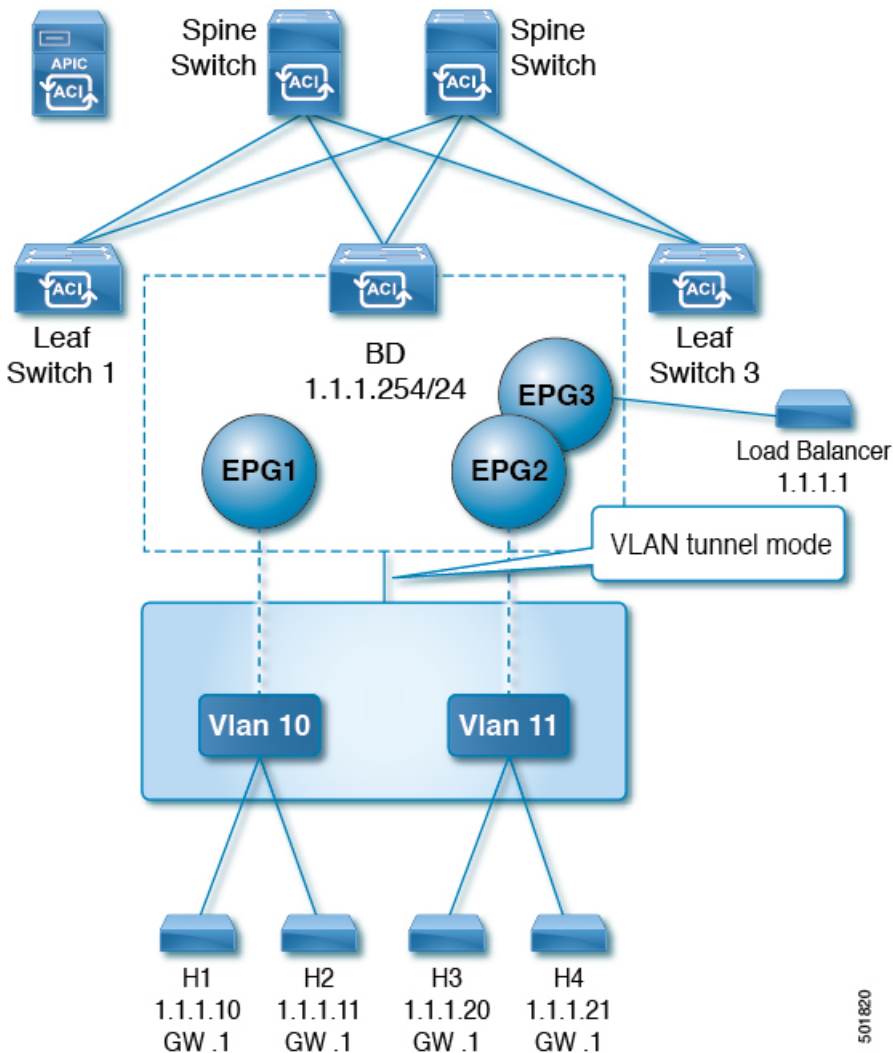 Spine
Switch
Spine
Switch
APIC
ACI
ACI
ACI
ACI
ACI
ACI
Leaf
Switch 1
BD
1.1.1.254/24
Leaf
Switch 3
EPG3
EPG1
EPG2
Load Balancer
1.1.1.1
VLAN tunnel mode
Vlan 10
Vlan 11
H1
1.1.1.10
GW .1
H2
1.1.1.11
GW .1
H3
1.1.1.20
GW .1
H4
1.1.1.21
GW .1
501820